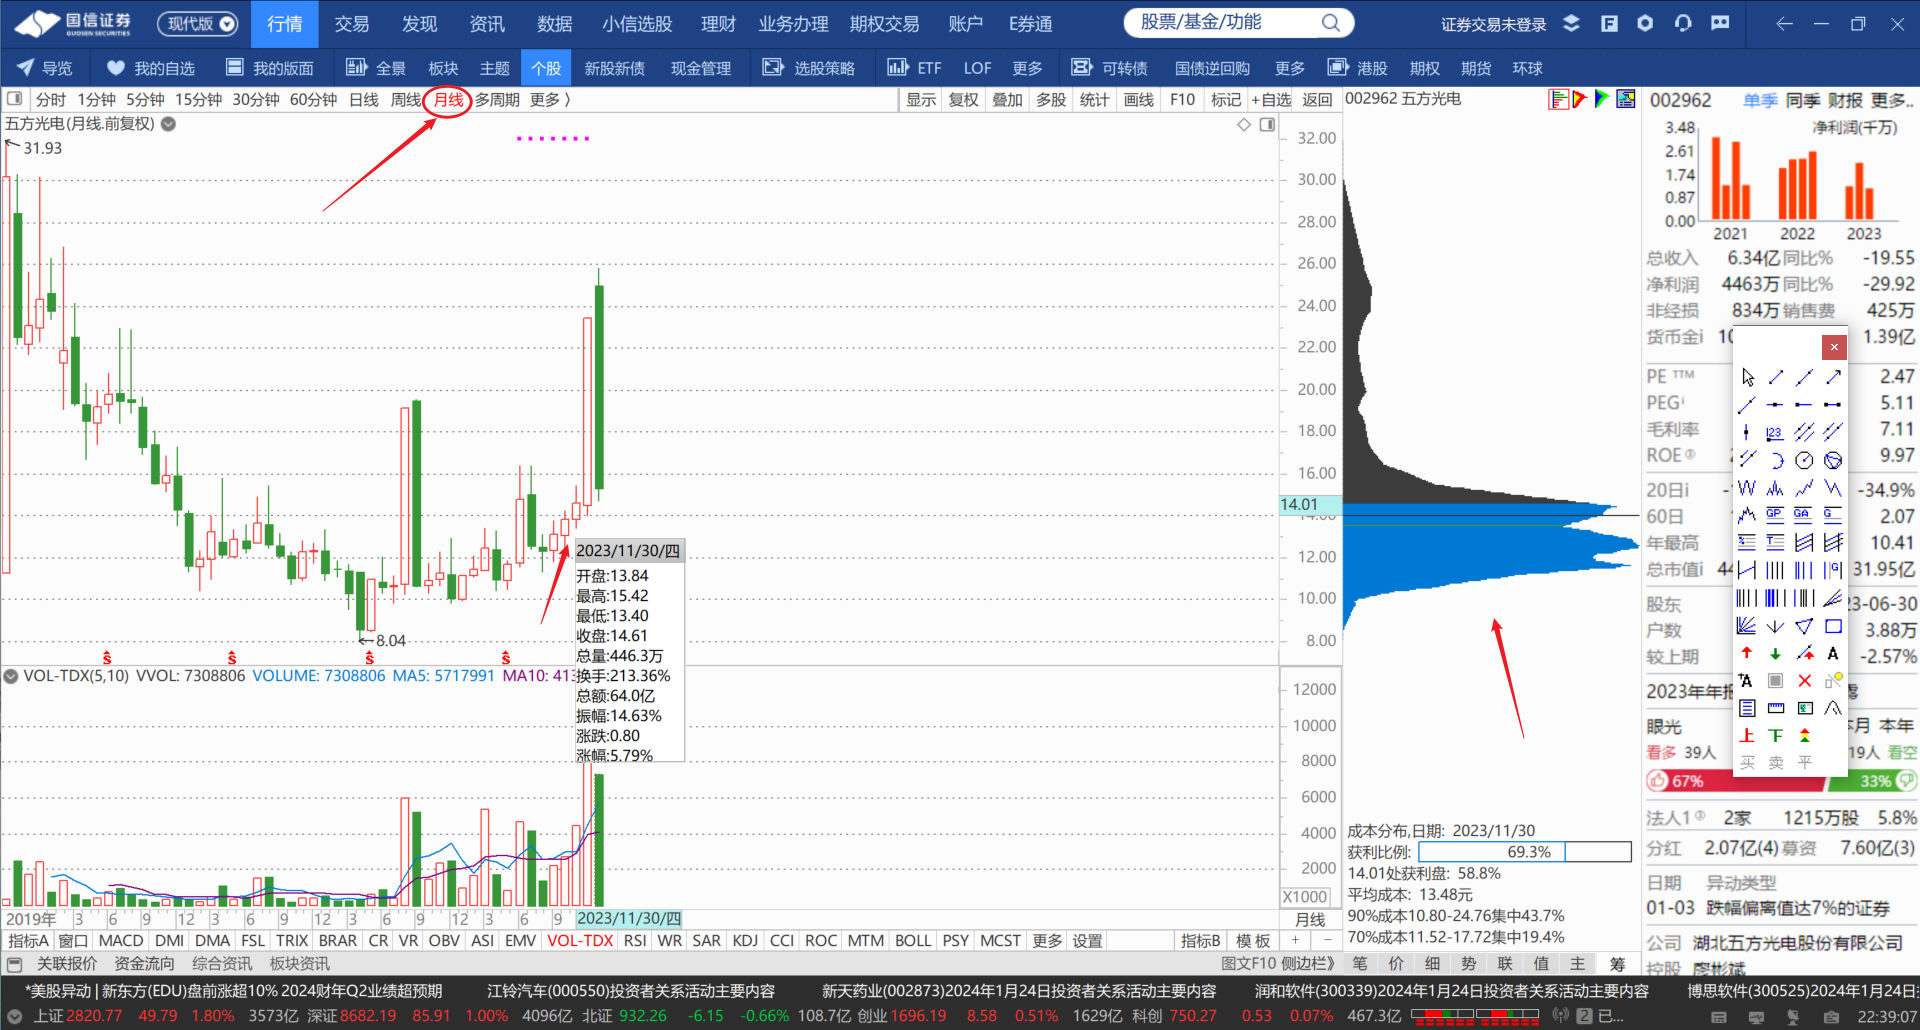 国信证券
GUOSEN SECURITIES
现代版 行情 交易 发现 资讯 数据 小信选股 理财 业务办理 期权交易 账户 E券通 股票/基金/功能 证券交易未登录
导览 我的自选 我的版面 全景 板块 主题 个股 新股新债 现金管理 选股策略 ETF LOF 更多 可转债 国债逆回购 更多 港股 期权 期货 环球
分时 1分钟 5分钟 15分钟 30分钟 60分钟 日线 周线 月线 多周期 更多 〉 显示 复权 叠加 多股 统计 画线 F10 标记 +自选 返回
五方光电(月线.前复权)
31.93
8.04
32.00
30.00
28.00
26.00
24.00
22.00
20.00
18.00
16.00
14.01
12.00
10.00
8.00
2023/11/30/四
开盘:13.84
最高:15.42
最低:13.40
收盘:14.61
总量:446.3万
换手:213.36%
总额:64.0亿
振幅:14.63%
涨跌:0.80
涨幅:5.79%
VOL-TDX(5,10) VVOL: 7308806 VOLUME: 7308806 MA5: 5717991 MA10: 413
12000
10000
8000
6000
4000
2000
X1000
2019年 3 6 9 12 3 6 9 12 3 6 9 12 3 6 9 2023/11/30/四 月线
指标A 窗口 MACD DMI DMA FSL TRIX BRAR CR VR OBV ASI EMV VOL-TDX RSI WR SAR KDJ CCI ROC MTM BOLL PSY MCST 更多 设置 指标B 模板 + -
关联报价 资金流向 综合资讯 板块资讯 图文F10 侧边栏》 笔 价 细 势 联 值 主 筹
002962 五方光电
成本分布,日期: 2023/11/30
获利比例: 69.3%
14.01处获利盘: 58.8%
平均成本: 13.48元
90%成本10.80-24.76集中43.7%
70%成本11.52-17.72集中19.4%
002962 单季 同季 财报 更多..
净利润(千万)
3.48
2.61
1.74
0.87
0.00
2021 2022 2023
总收入 6.34亿 同比% -19.55
净利润 4463万 同比% -29.92
非经损 834万 销售费 425万
货币金i 10 1.39亿
PE TTM 2.47
PEG i 5.11
毛利率 7.11
ROE 9.97
20日i -34.9%
60日 2.07
年最高 10.41
总市值i 44 31.95亿
股东 23-06-30
户数 3.88万
较上期 -2.57%
2023年年报
眼光 本月 本年
看多 39人 19人 看空
67% 33%
法人1 2家 1215万股 5.8%
分红 2.07亿(4) 募资 7.60亿(3)
日期 异动类型
01-03 跌幅偏离值达7%的证券
公司 湖北五方光电股份有限公司
控股 廖彬斌
123
GP GA G
A
A
上 下
买 卖 平
*美股异动 | 新东方(EDU)盘前涨超10% 2024财年Q2业绩超预期 江铃汽车(000550)投资者关系活动主要内容 新天药业(002873)2024年1月24日投资者关系活动主要内容 润和软件(300339)2024年1月24日投资者关系活动主要内容 博思软件(300525)2024年1月24日
上证 2820.77 49.79 1.80% 3573亿 深证 8682.19 85.91 1.00% 4096亿 北证 932.26 -6.15 -0.66% 108.7亿 创业 1696.19 8.58 0.51% 1629亿 科创 750.27 0.53 0.07% 467.3亿 2 已... 22:39:07